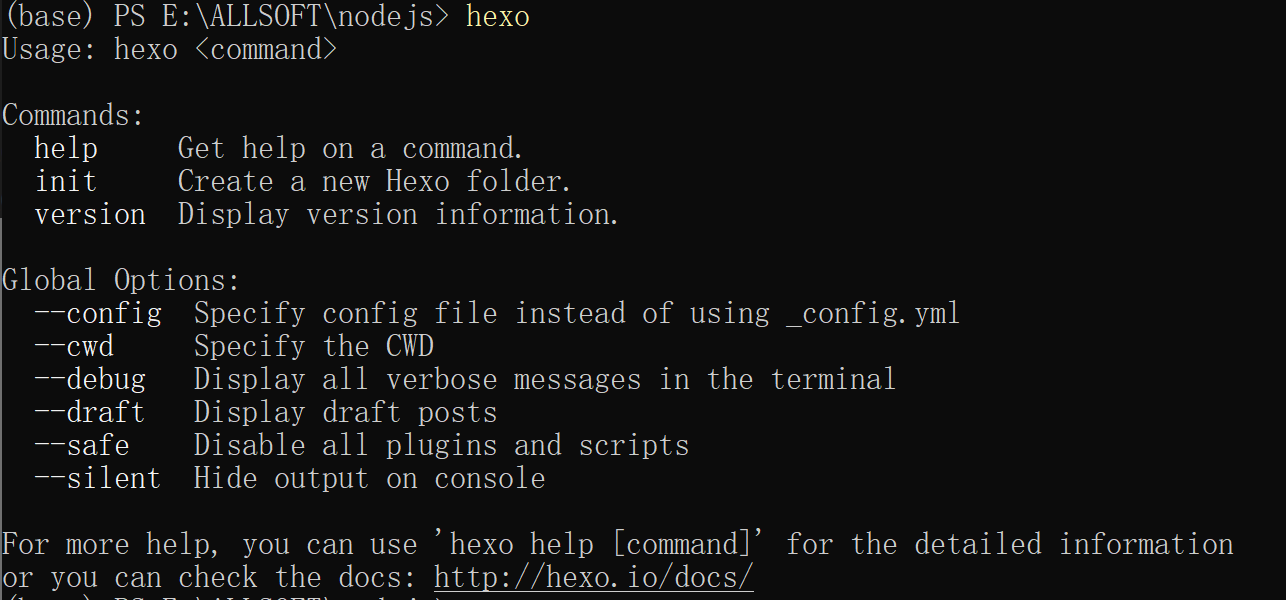 (base) PS E:\ALLSOFT\nodejs> hexo
Usage: hexo <command>
Commands:
help Get help on a command.
init Create a new Hexo folder.
version Display version information.
Global Options:
--config Specify config file instead of using _config.yml
--cwd Specify the CWD
--debug Display all verbose messages in the terminal
--draft Display draft posts
--safe Disable all plugins and scripts
--silent Hide output on console
For more help, you can use 'hexo help [command]' for the detailed information
or you can check the docs: http://hexo.io/docs/